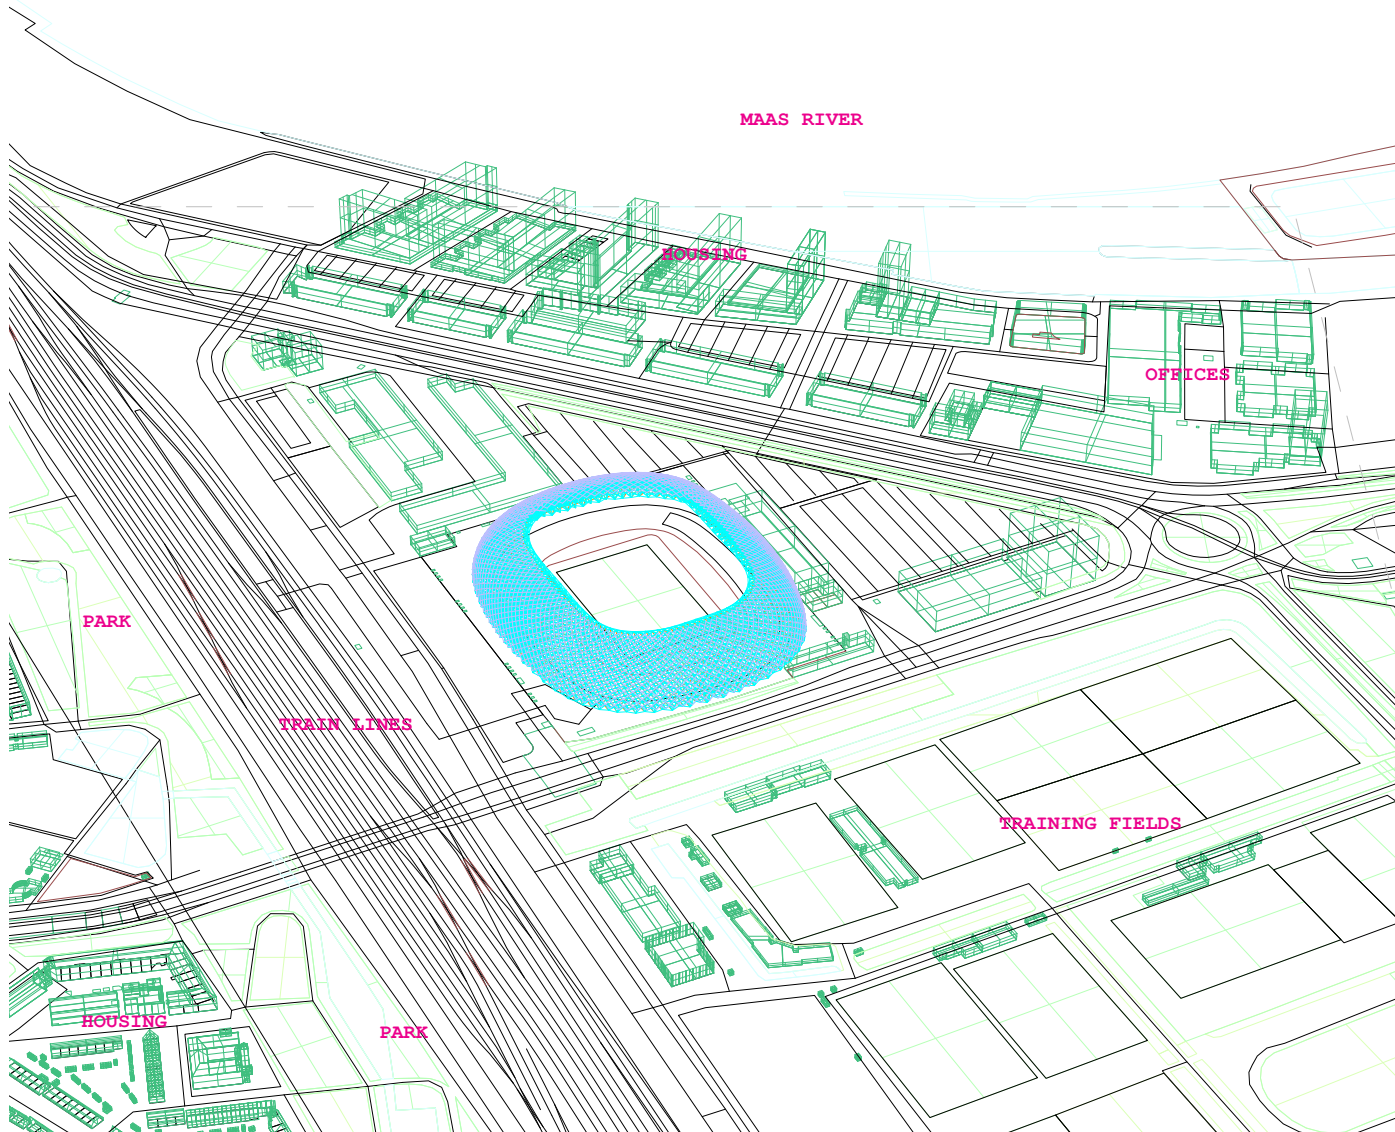 MAAS RIVER
HOUSING
OFFICES
PARK
TRAIN LINES
TRAINING FIELDS
HOUSING
PARK